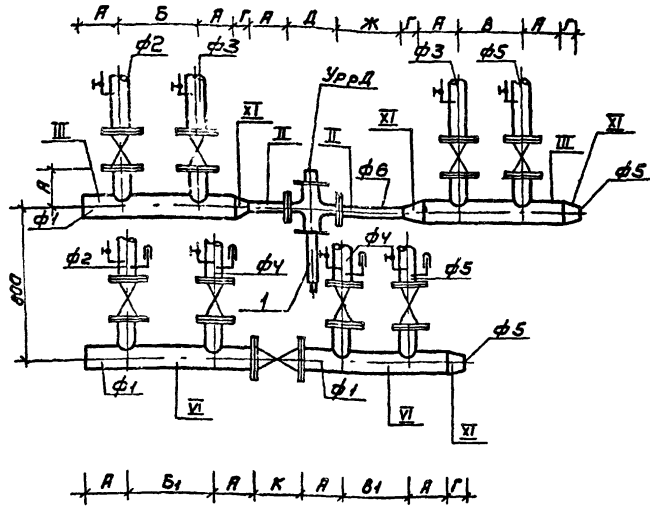 А Б А Г А Д Ж Г А В А Г
ф2 ф3 УррД ф3 ф5
III XI II II XI ф6 III XI
А
ф1 ф5
800
ф2 ф4 1 ф4 ф5
ф5
ф1 VI ф1 VI XI
А Б1 А К А В1 А Г